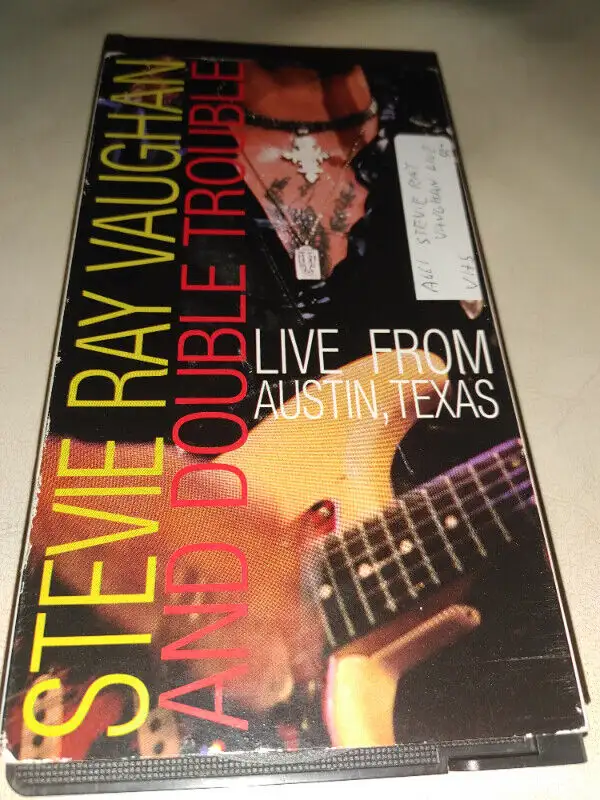 STEVIE RAY VAUGHAN
AND DOUBLE TROUBLE
LIVE FROM
AUSTIN, TEXAS
STEVIE RAY
VAUGHAN LIVE
VHS